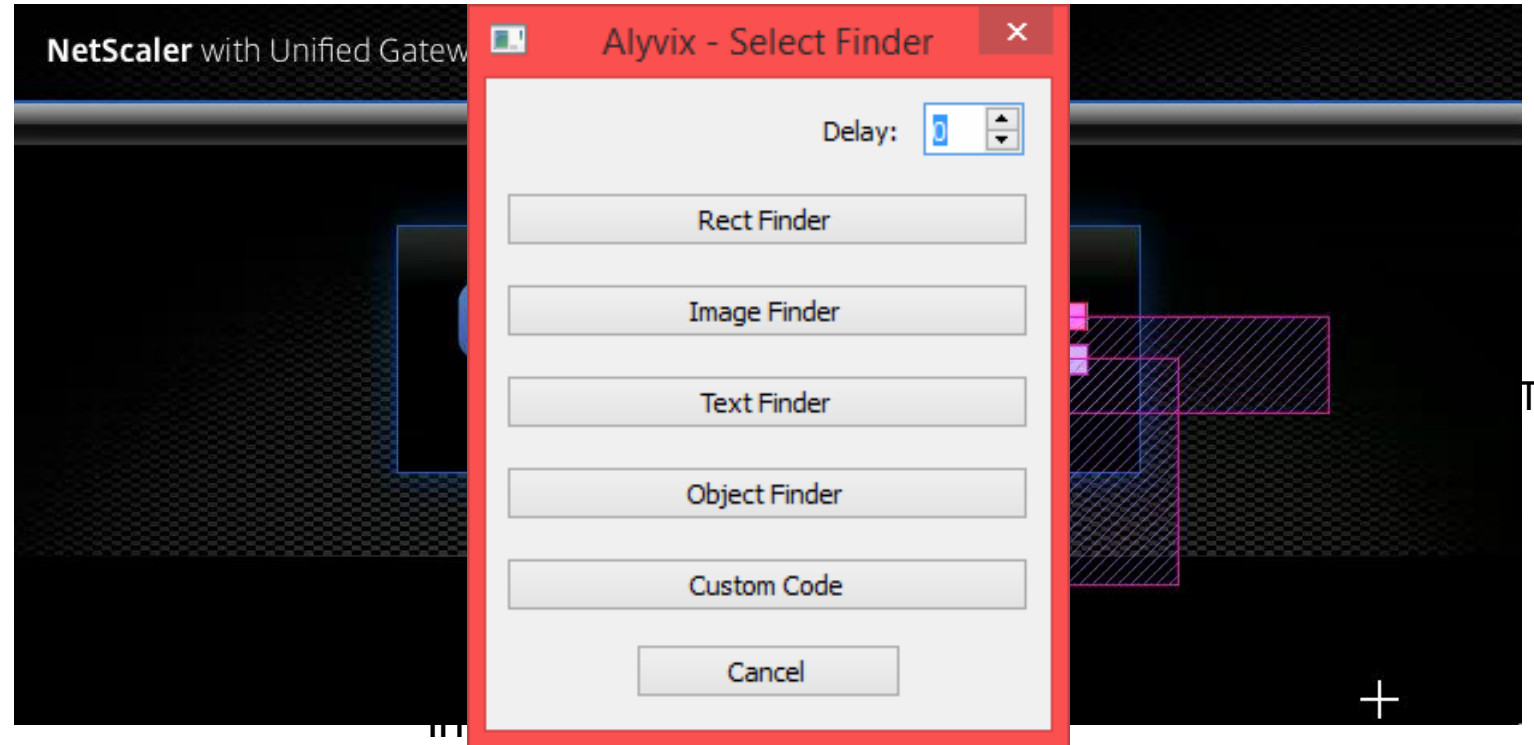 NetScaler with Unified Gatew
Alyvix - Select Finder
Delay: 0
Rect Finder
Image Finder
Text Finder
Object Finder
Custom Code
Cancel